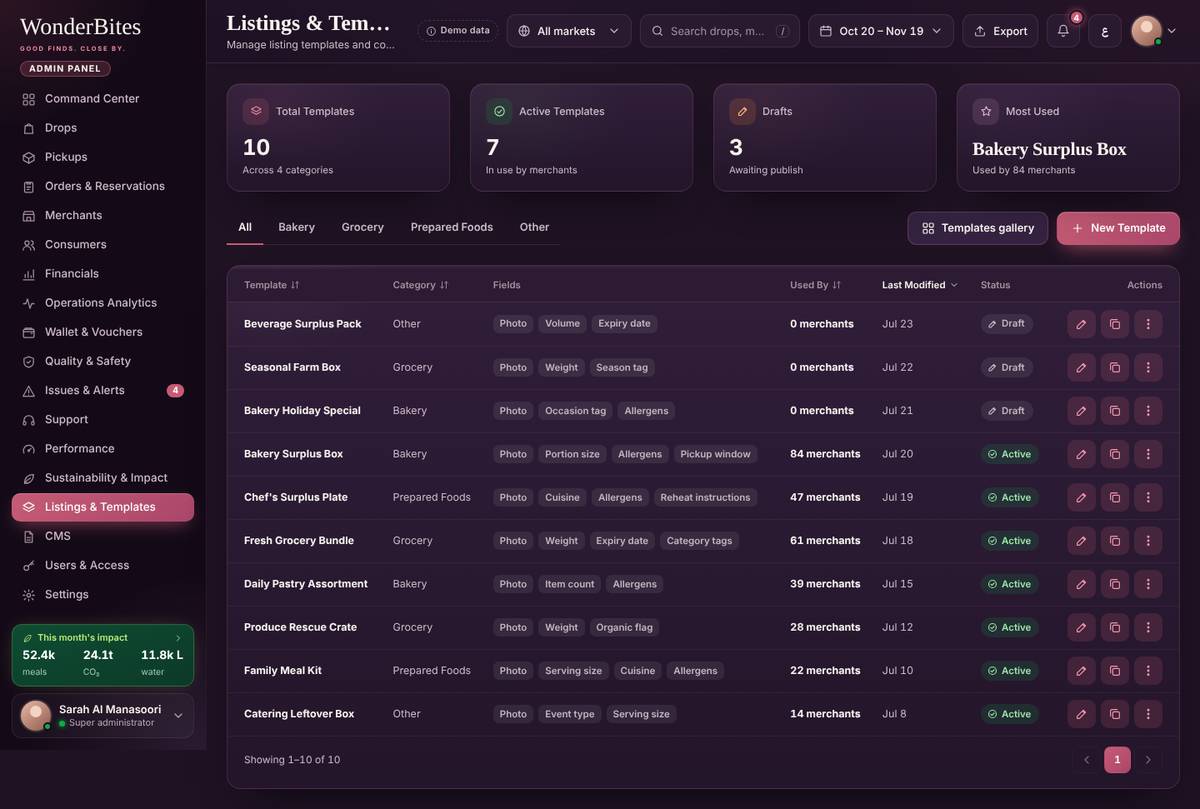 WonderBites
GOOD FINDS. CLOSE BY.
ADMIN PANEL
Command Center
Drops
Pickups
Orders & Reservations
Merchants
Consumers
Financials
Operations Analytics
Wallet & Vouchers
Quality & Safety
Issues & Alerts 4
Support
Performance
Sustainability & Impact
Listings & Templates
CMS
Users & Access
Settings
This month's impact
52.4k 24.1t 11.8k L
meals CO₂ water
Sarah Al Manasoori
Super administrator
Listings & Tem...
Manage listing templates and co...
Demo data
All markets
Search drops, m... /
Oct 20 – Nov 19
Export
4
ع
Total Templates
10
Across 4 categories
Active Templates
7
In use by merchants
Drafts
3
Awaiting publish
Most Used
Bakery Surplus Box
Used by 84 merchants
All Bakery Grocery Prepared Foods Other
Templates gallery
New Template
Template Category Fields Used By Last Modified Status Actions
Beverage Surplus Pack Other Photo Volume Expiry date 0 merchants Jul 23 Draft
Seasonal Farm Box Grocery Photo Weight Season tag 0 merchants Jul 22 Draft
Bakery Holiday Special Bakery Photo Occasion tag Allergens 0 merchants Jul 21 Draft
Bakery Surplus Box Bakery Photo Portion size Allergens Pickup window 84 merchants Jul 20 Active
Chef's Surplus Plate Prepared Foods Photo Cuisine Allergens Reheat instructions 47 merchants Jul 19 Active
Fresh Grocery Bundle Grocery Photo Weight Expiry date Category tags 61 merchants Jul 18 Active
Daily Pastry Assortment Bakery Photo Item count Allergens 39 merchants Jul 15 Active
Produce Rescue Crate Grocery Photo Weight Organic flag 28 merchants Jul 12 Active
Family Meal Kit Prepared Foods Photo Serving size Cuisine Allergens 22 merchants Jul 10 Active
Catering Leftover Box Other Photo Event type Serving size 14 merchants Jul 8 Active
Showing 1–10 of 10
1